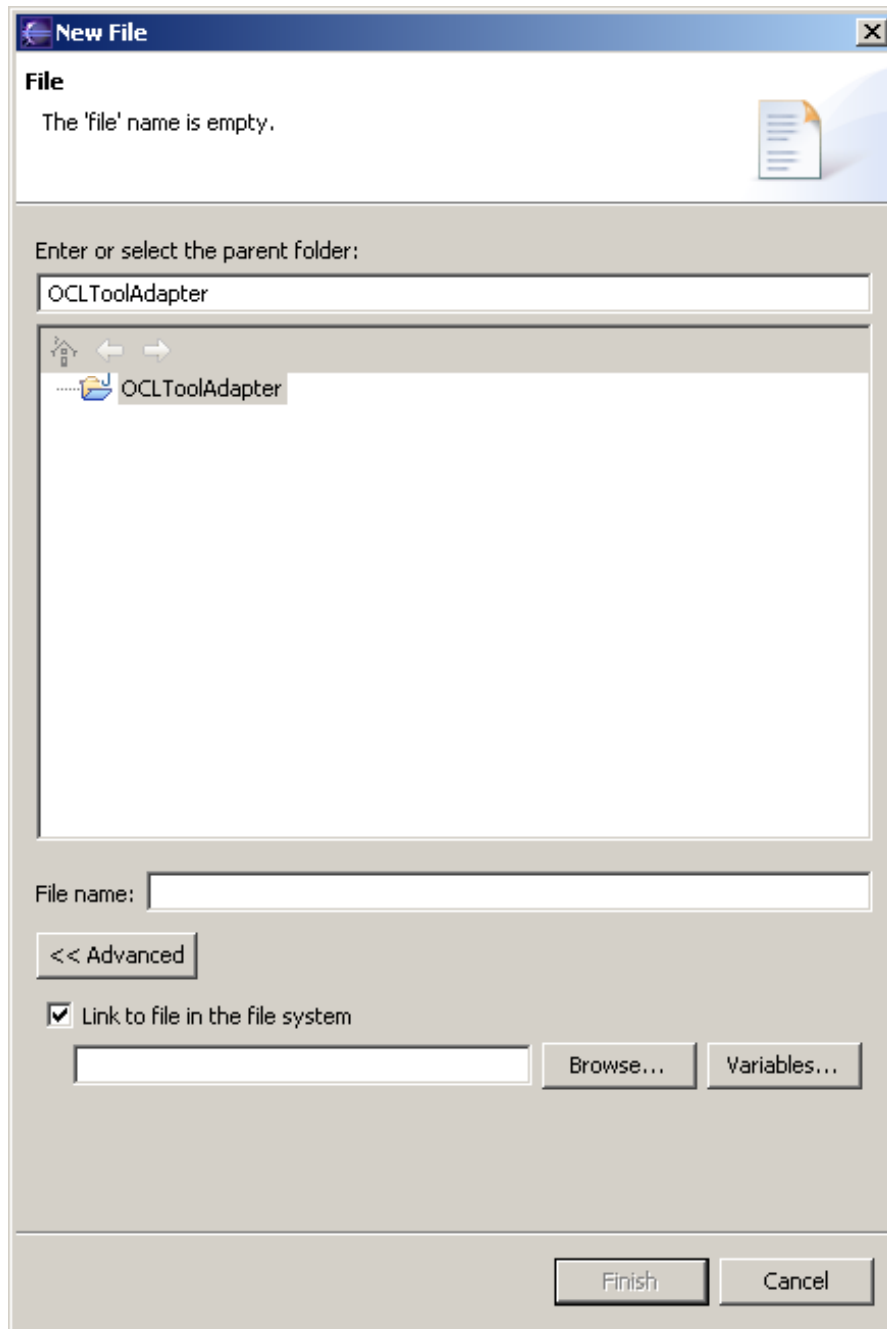 New File
File
The 'file' name is empty.
Enter or select the parent folder:
OCLToolAdapter
OCLToolAdapter
File name:
<< Advanced
Link to file in the file system
Browse... Variables...
Finish Cancel